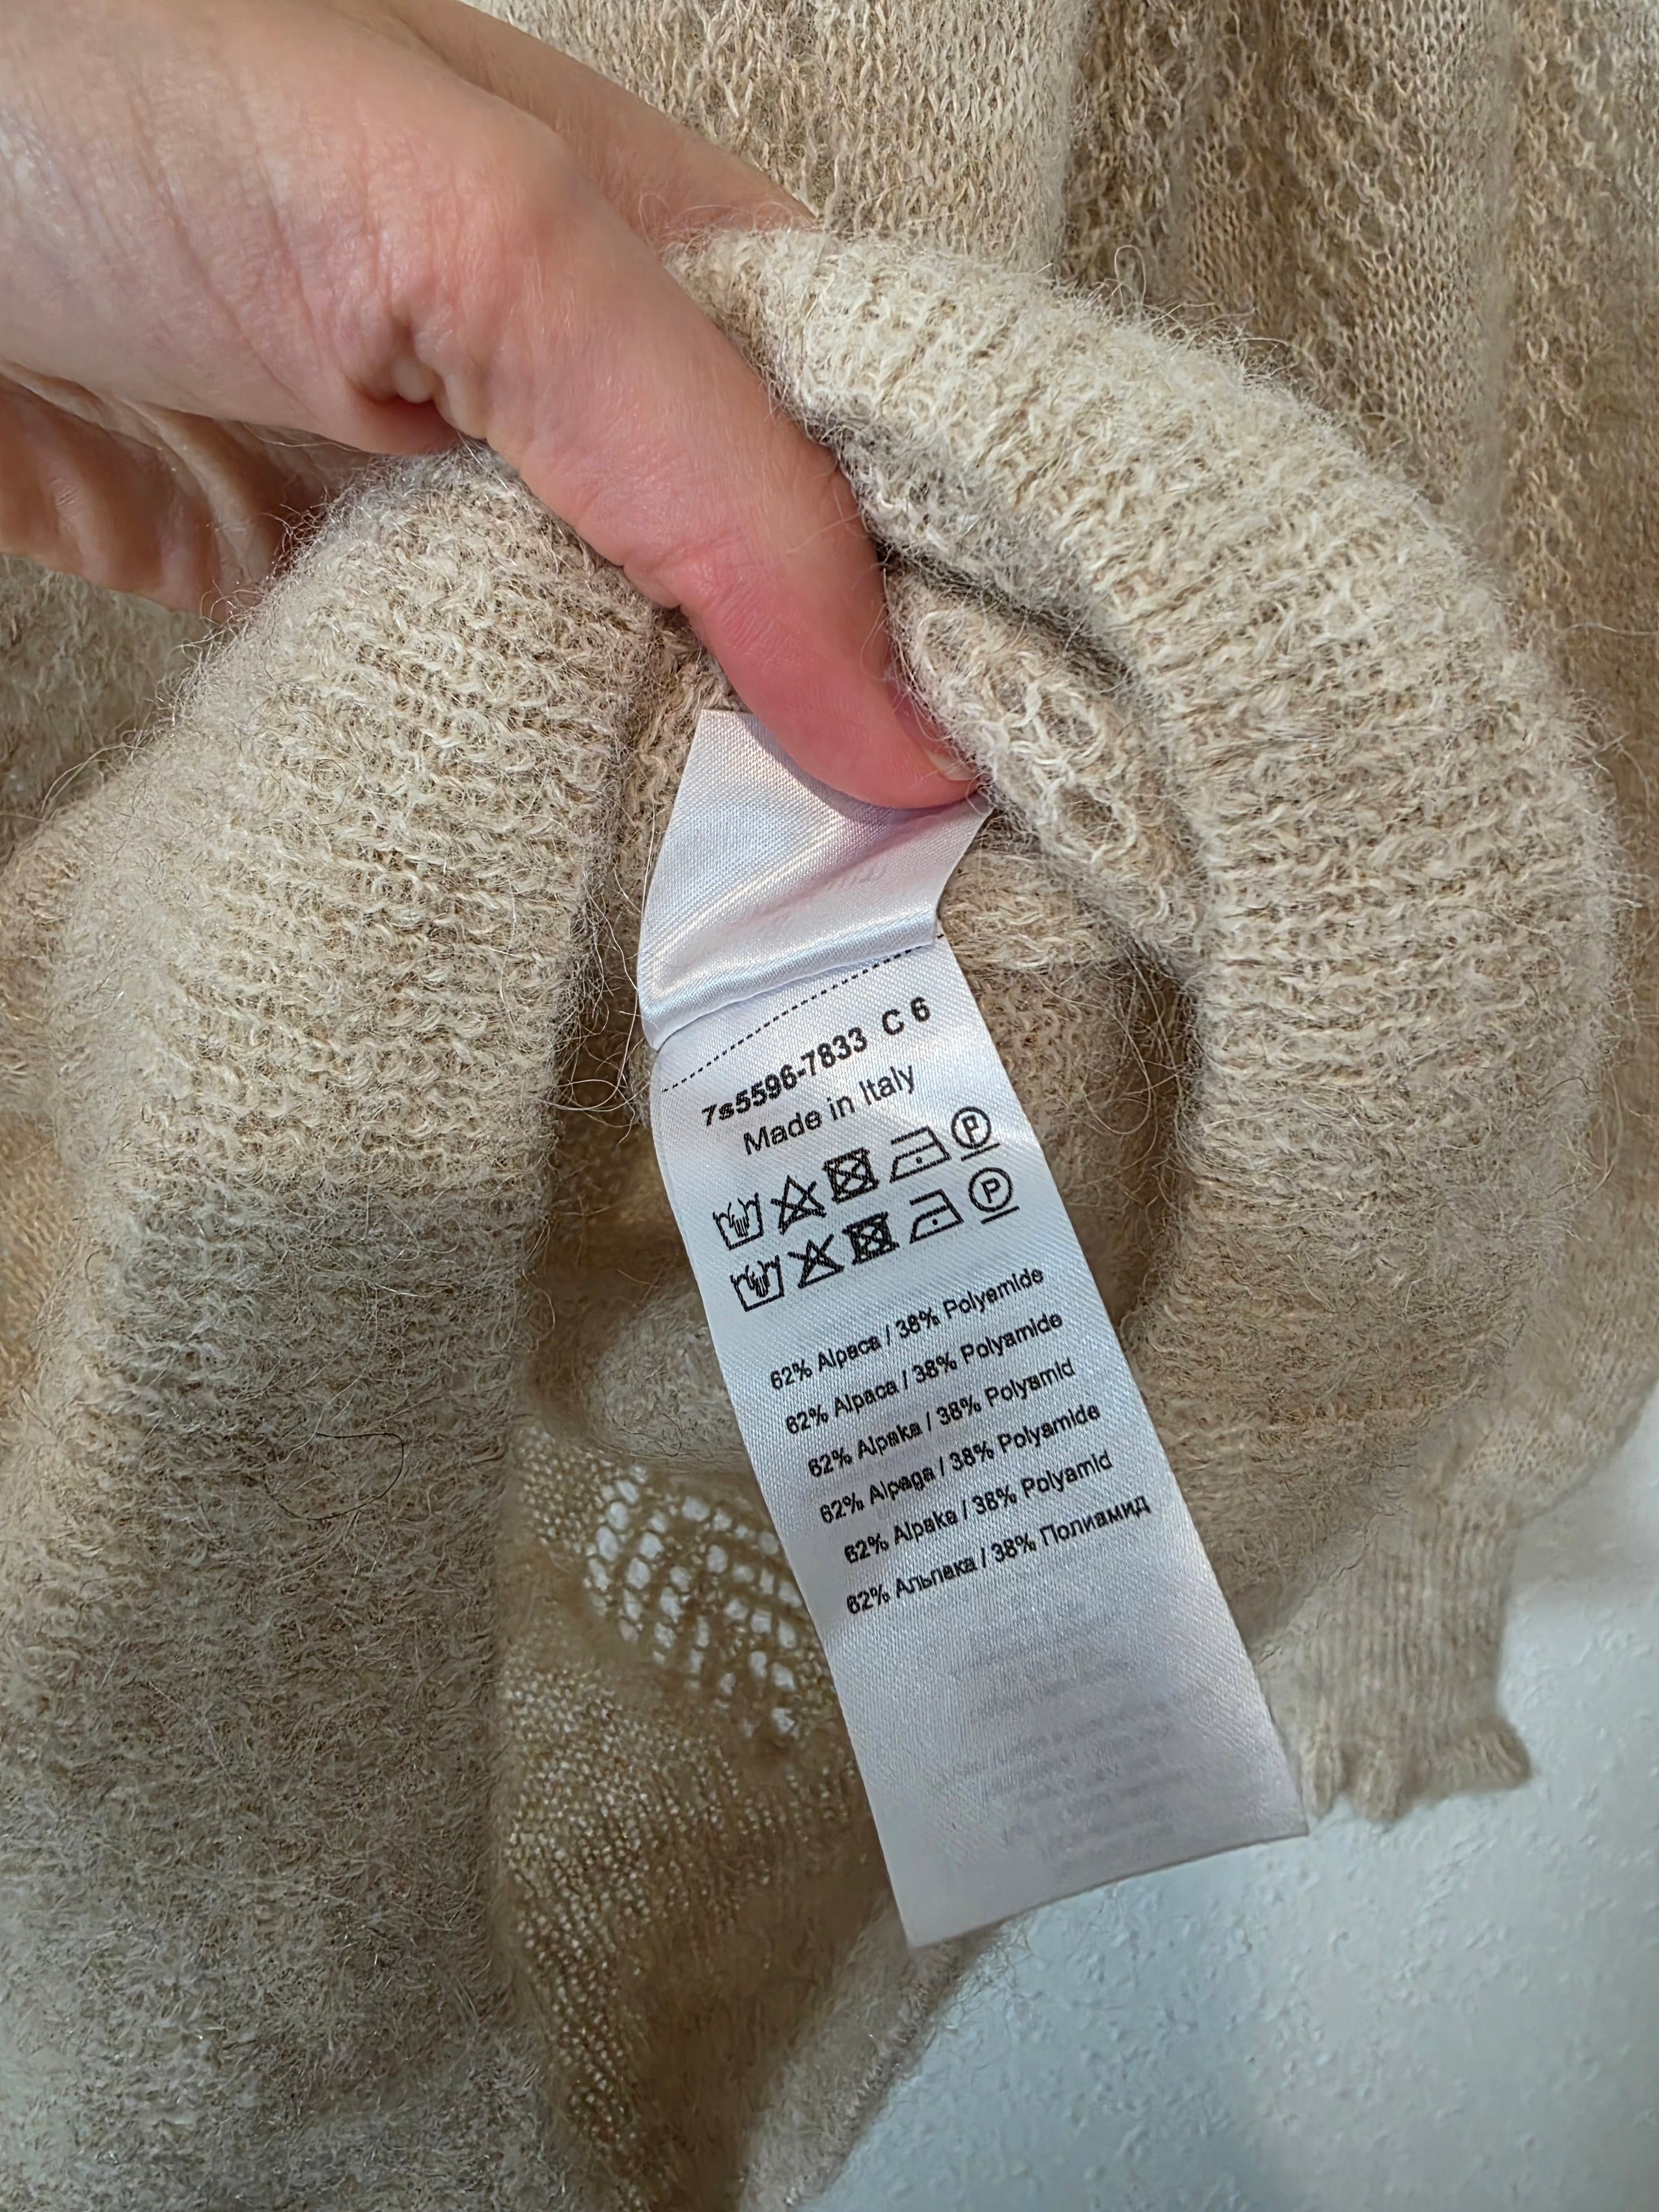 7s5596-7833 C 6
Made in Italy
P
P
62% Alpaca / 38% Polyamide
62% Alpaca / 38% Polyamide
62% Alpaka / 38% Polyamid
62% Alpaga / 38% Polyamide
62% Alpaka / 38% Polyamid
62% Альпака / 38% Полиамид